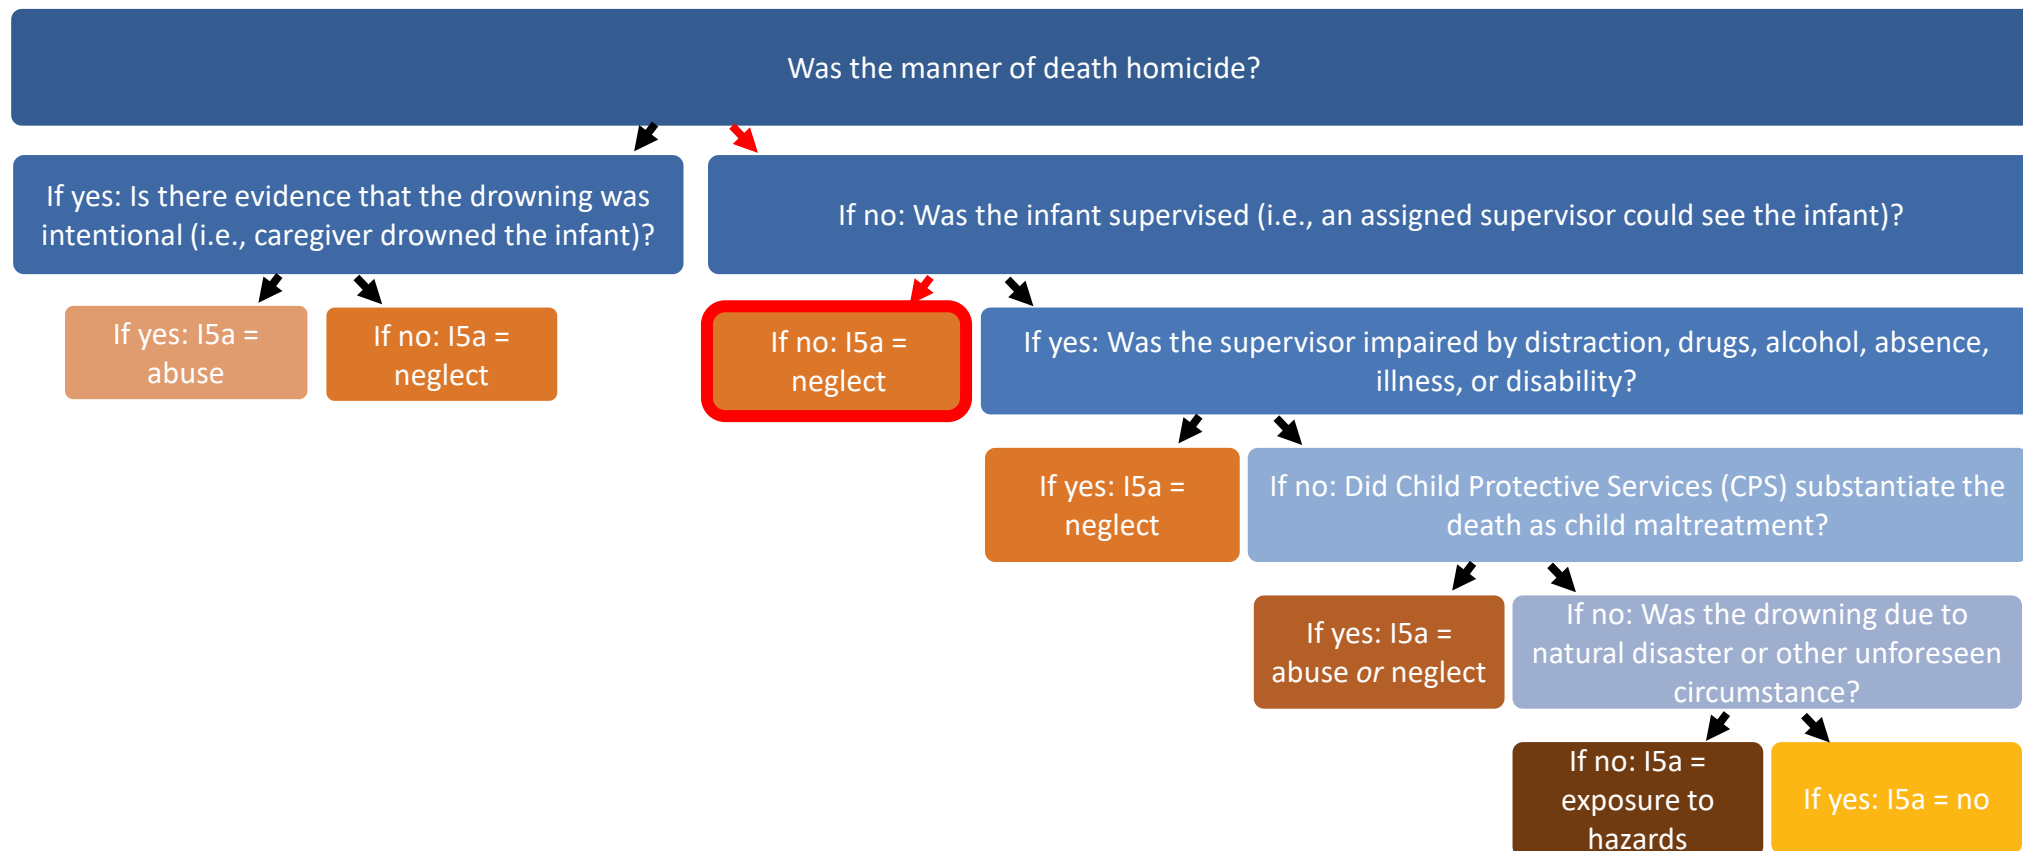 Was the manner of death homicide?
If yes: Is there evidence that the drowning was
intentional (i.e., caregiver drowned the infant)?
If no: Was the infant supervised (i.e., an assigned supervisor could see the infant)?
If yes: I5a =
abuse
If no: I5a =
neglect
If no: I5a =
neglect
If yes: Was the supervisor impaired by distraction, drugs, alcohol, absence,
illness, or disability?
If yes: I5a =
neglect
If no: Did Child Protective Services (CPS) substantiate the
death as child maltreatment?
If yes: I5a =
abuse or neglect
If no: Was the drowning due to
natural disaster or other unforeseen
circumstance?
If no: I5a =
exposure to
hazards
If yes: I5a = no